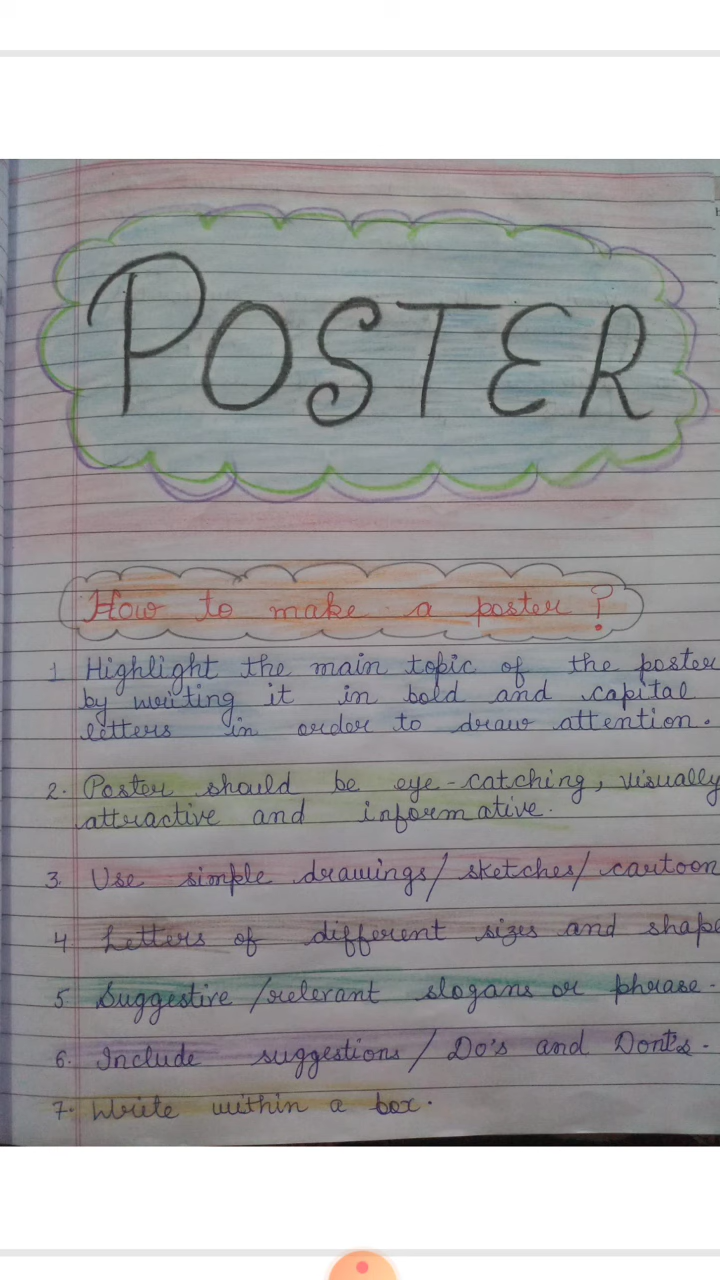 POSTER
How to make a poster?
1 Highlight the main topic of the poster
by writing it in bold and capital
letters in order to draw attention.
2. Poster should be eye-catching, visually
attractive and informative.
3. Use simple drawings/sketches/cartoon
4 Letters of different sizes and shape
5 Suggestive/relevant slogans or phrase.
6. Include suggestions/Do's and Dont's.
7. Write within a box.